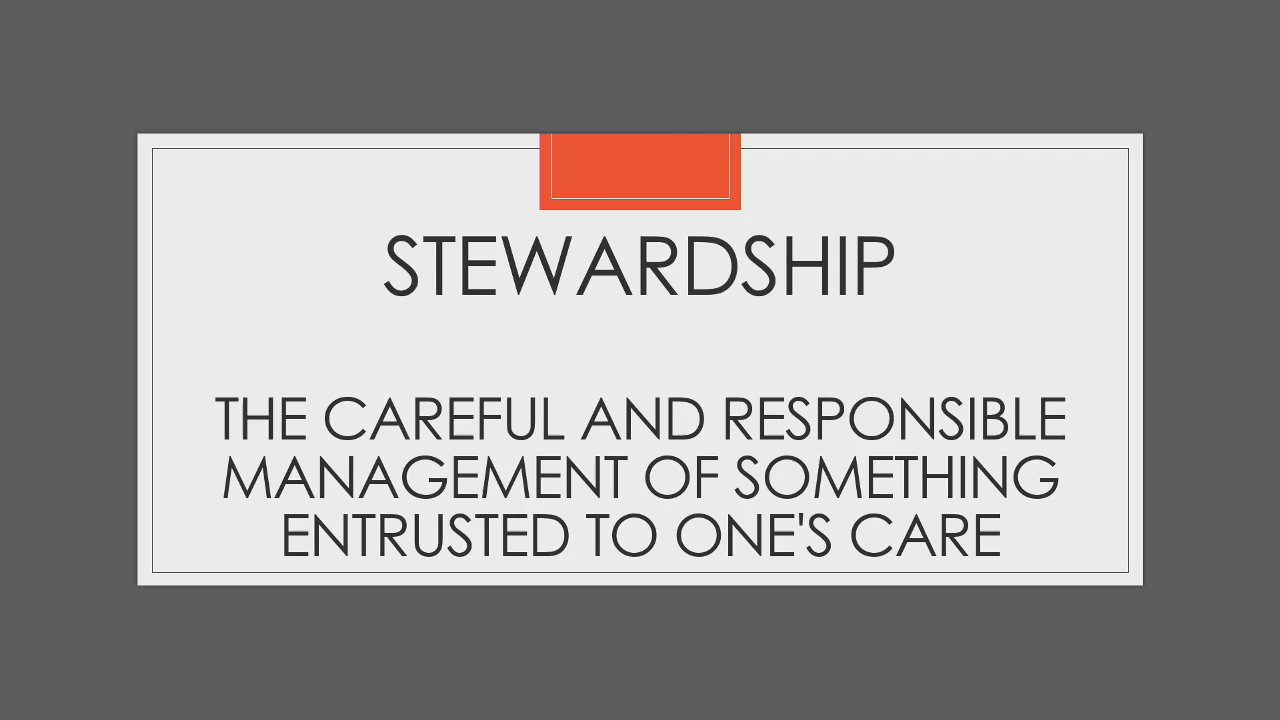 STEWARDSHIP
THE CAREFUL AND RESPONSIBLE
MANAGEMENT OF SOMETHING
ENTRUSTED TO ONE'S CARE